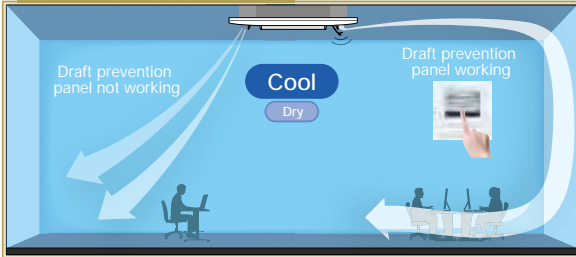 Draft prevention
panel not working
Cool
Dry
Draft prevention
panel working